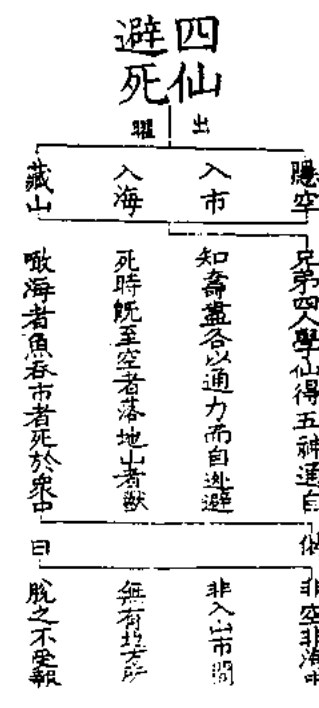 四仙
避死
出曜
隱空
入市
入海
藏山
兄弟四人學仙得五神通自
知壽盡各以通力而自逃避
死時既至空者落地山者獸
噉海者魚吞市者死於衆中
偈
曰
非空非海中
非入山市間
無有地方所
脫之不受報